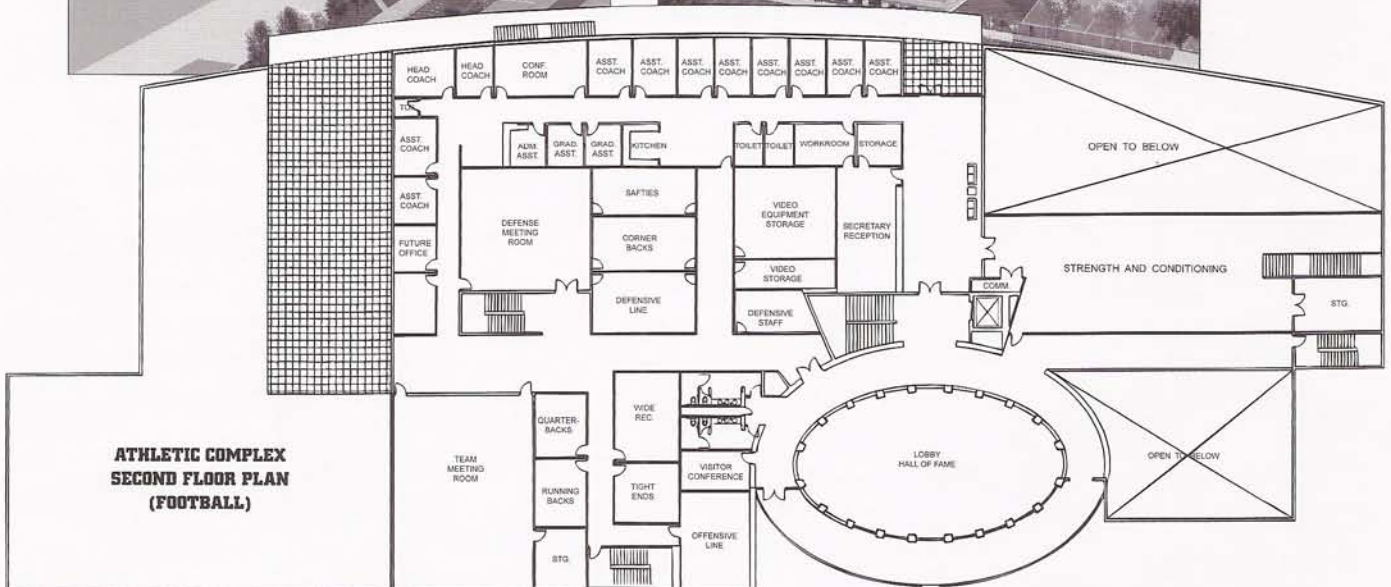 HEAD
COACH
HEAD
COACH
CONF.
ROOM
ASST.
COACH
ASST.
COACH
ASST.
COACH
ASST.
COACH
ASST.
COACH
ASST.
COACH
ASST.
COACH
ASST.
COACH
DECK
ASST.
COACH
ADM.
ASST.
GRAD.
ASST.
GRAD.
ASST.
KITCHEN
TOILET
TOILET
WORKROOM
STORAGE
OPEN TO BELOW
ASST.
COACH
FUTURE
OFFICE
DEFENSE
MEETING
ROOM
SAFTIES
CORNER
BACKS
DEFENSIVE
LINE
VIDEO
EQUIPMENT
STORAGE
VIDEO
STORAGE
DEFENSIVE
STAFF
SECRETARY
RECEPTION
COMM.
STRENGTH AND CONDITIONING
STG.
ATHLETIC COMPLEX
SECOND FLOOR PLAN
(FOOTBALL)
TEAM
MEETING
ROOM
QUARTER-
BACKS
RUNNING
BACKS
STG.
WIDE
REC.
TIGHT
ENDS
VISITOR
CONFERENCE
OFFENSIVE
LINE
LOBBY
HALL OF FAME
OPEN TO BELOW